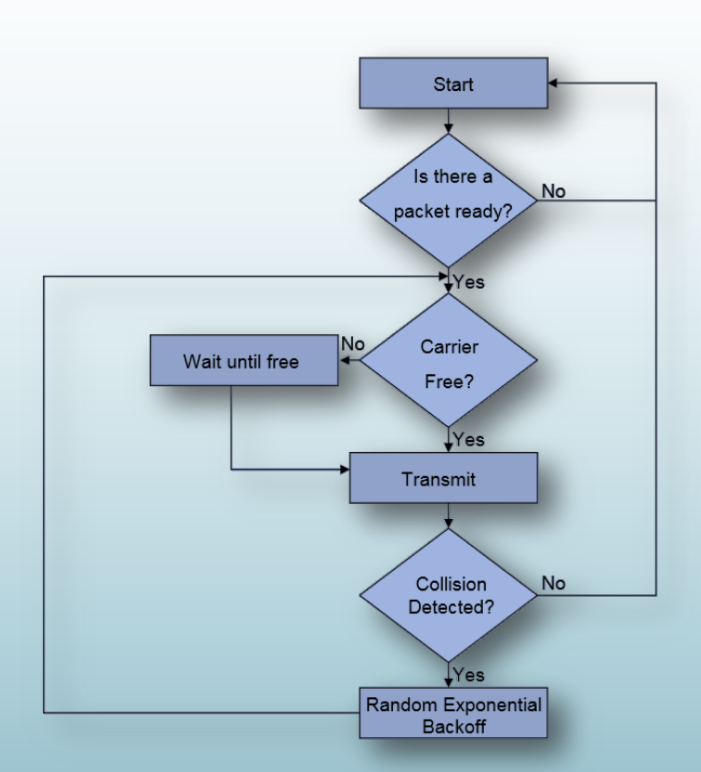 Start
Is there a
packet ready?
No
Yes
Carrier
Free?
No
Wait until free
Yes
Transmit
Collision
Detected?
No
Yes
Random Exponential
Backoff